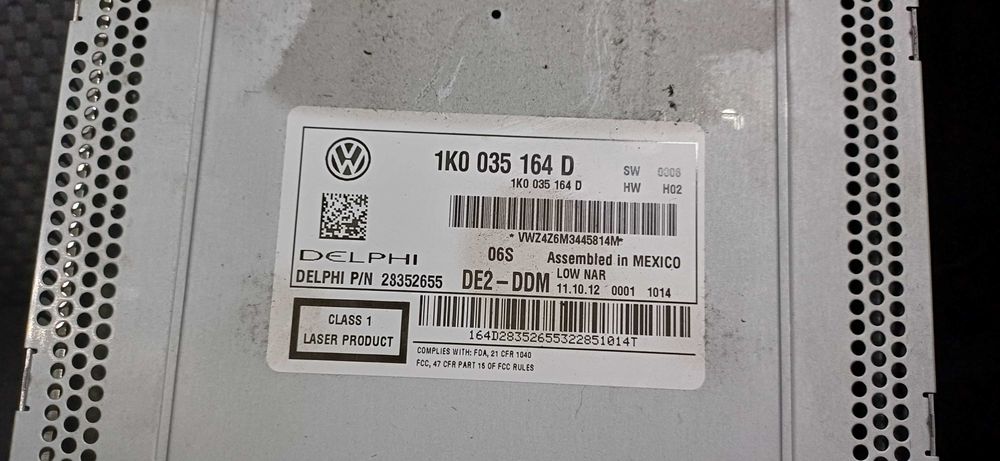 1K0 035 164 D
SW 0006
1K0 035 164 D
HW H02
*VWZ4Z6M3445814M*
DELPHI
06S
Assembled in MEXICO
DELPHI P/N 28352655
DE2-DDM
LOW NAR
11.10.12 0001 1014
164D28352655322851014T
CLASS 1
LASER PRODUCT
COMPLIES WITH: FDA, 21 CFR 1040
FCC, 47 CFR PART 15 OF FCC RULES